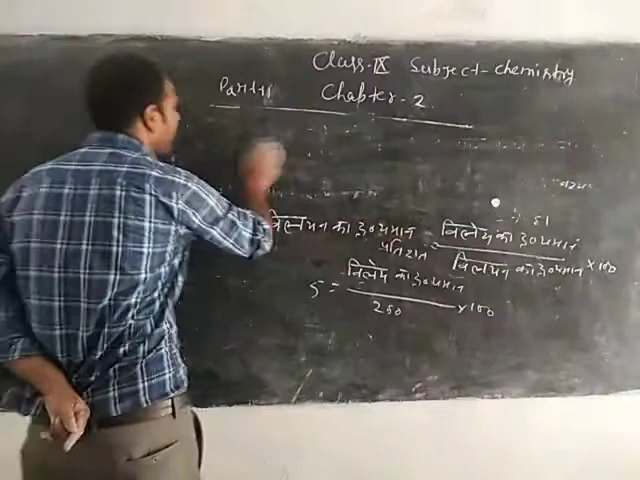 Class-IX Subject-chemistry
Part-11 Chapter-2
विलयन का द्रव्यमान प्रतिशत = विलेय का द्रव्यमान
विलयन का द्रव्यमान × 100
5 = विलेय का द्रव्यमान
250 × 100